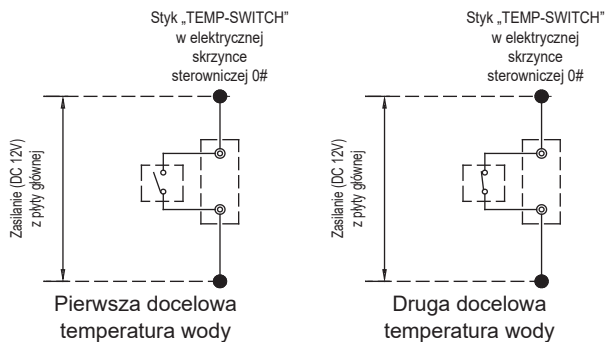 Styk „TEMP-SWITCH”
w elektrycznej
skrzynce
sterowniczej 0#
Zasilanie (DC 12V)
z płyty głównej
Pierwsza docelowa
temperatura wody
Styk „TEMP-SWITCH”
w elektrycznej
skrzynce
sterowniczej 0#
Zasilanie (DC 12V)
z płyty głównej
Druga docelowa
temperatura wody